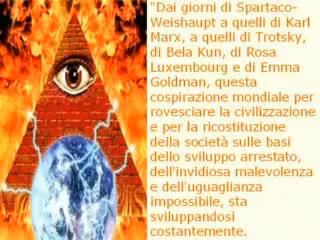 "Dai giorni di Spartaco-
Weishaupt a quelli di Karl
Marx, a quelli di Trotsky,
di Bela Kun, di Rosa
Luxembourg e di Emma
Goldman, questa
cospirazione mondiale per
rovesciare la civilizzazione
e per la ricostituzione
della società sulle basi
dello sviluppo arrestato,
dell'invidiosa malevolenza
e dell'uguaglianza
impossibile, sta
sviluppandosi
costantemente.